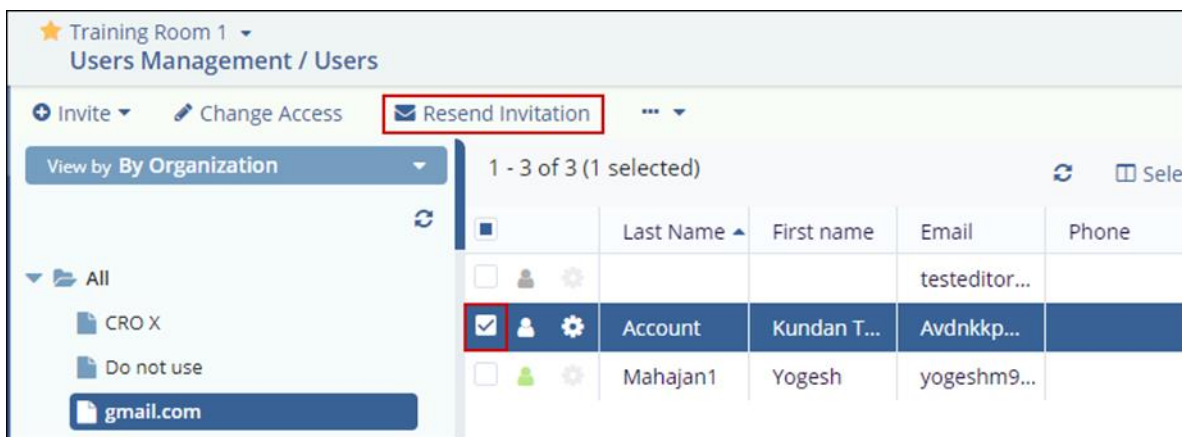 Training Room 1
Users Management / Users
Invite Change Access Resend Invitation ...
View by By Organization
1 - 3 of 3 (1 selected)
Sele
Last Name First name Email Phone
All
testeditor...
CRO X
Account Kundan T... Avdnkkp...
Do not use
Mahajan1 Yogesh yogeshm9...
gmail.com